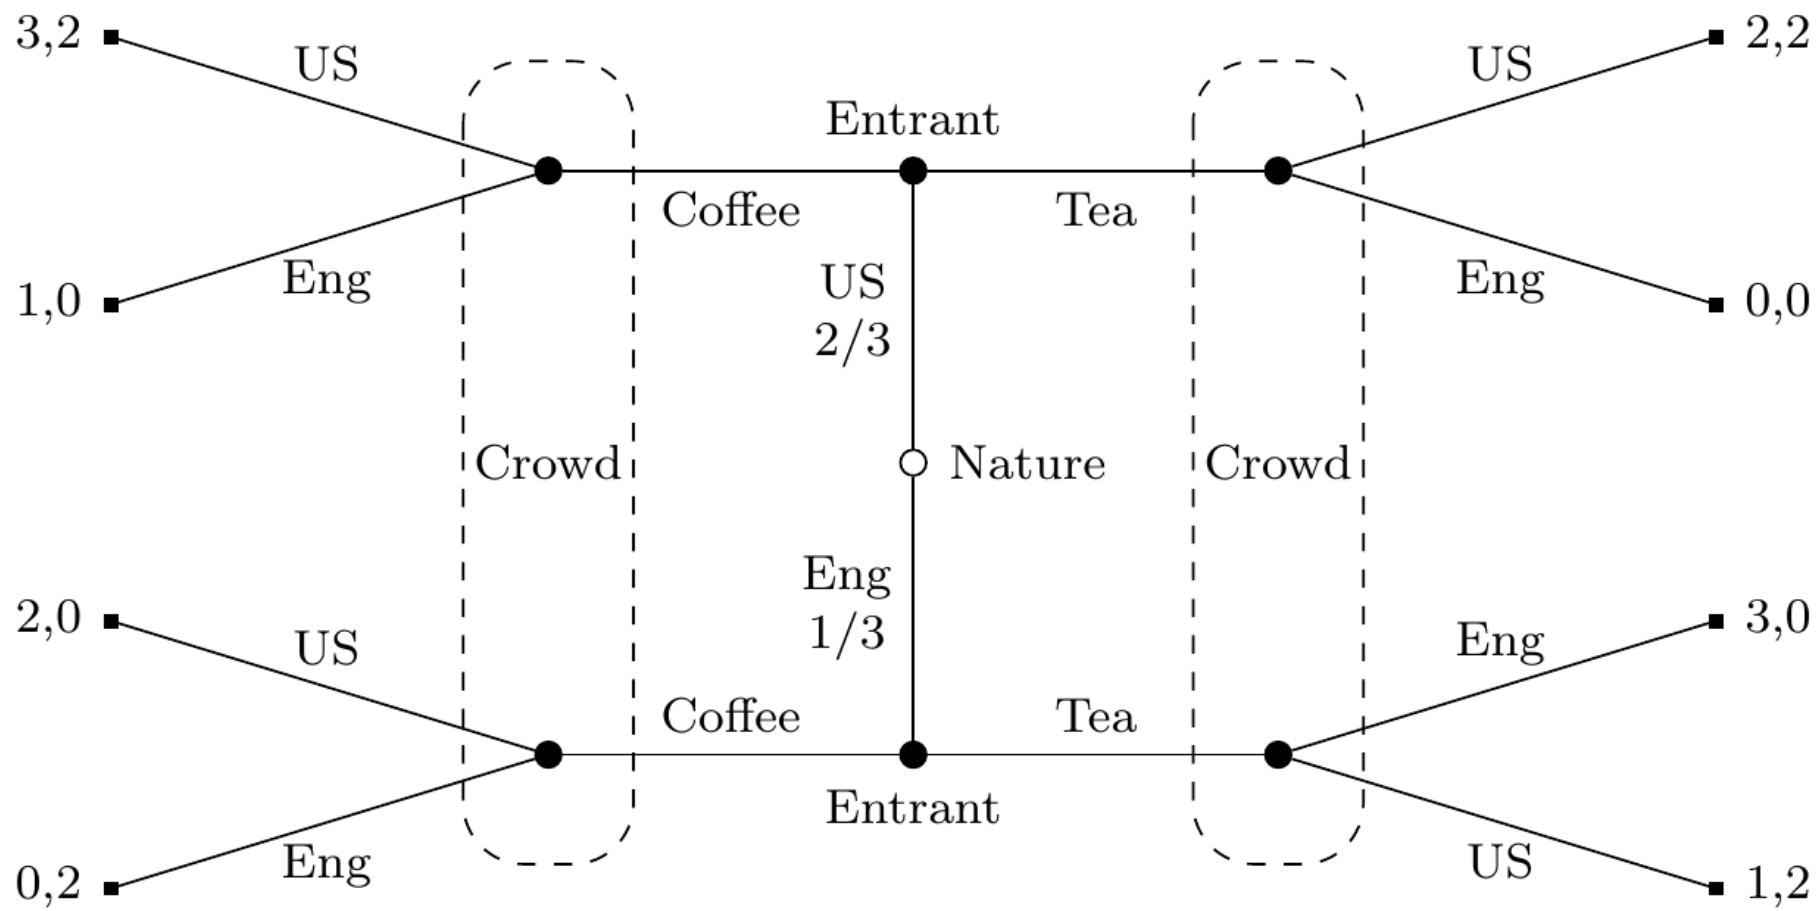 3,2
US
US
2,2
Entrant
Coffee
Tea
1,0
Eng
US
2/3
Eng
0,0
Crowd
Nature
Crowd
2,0
US
Eng
1/3
Eng
3,0
Coffee
Tea
Entrant
0,2
Eng
US
1,2